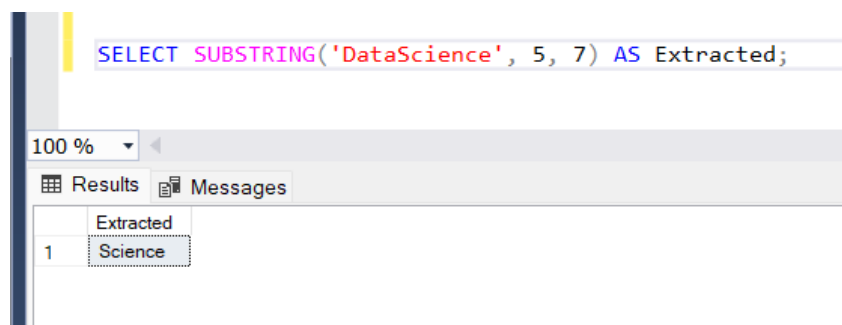 SELECT SUBSTRING('DataScience', 5, 7) AS Extracted;
100 %
Results Messages
Extracted
1 Science